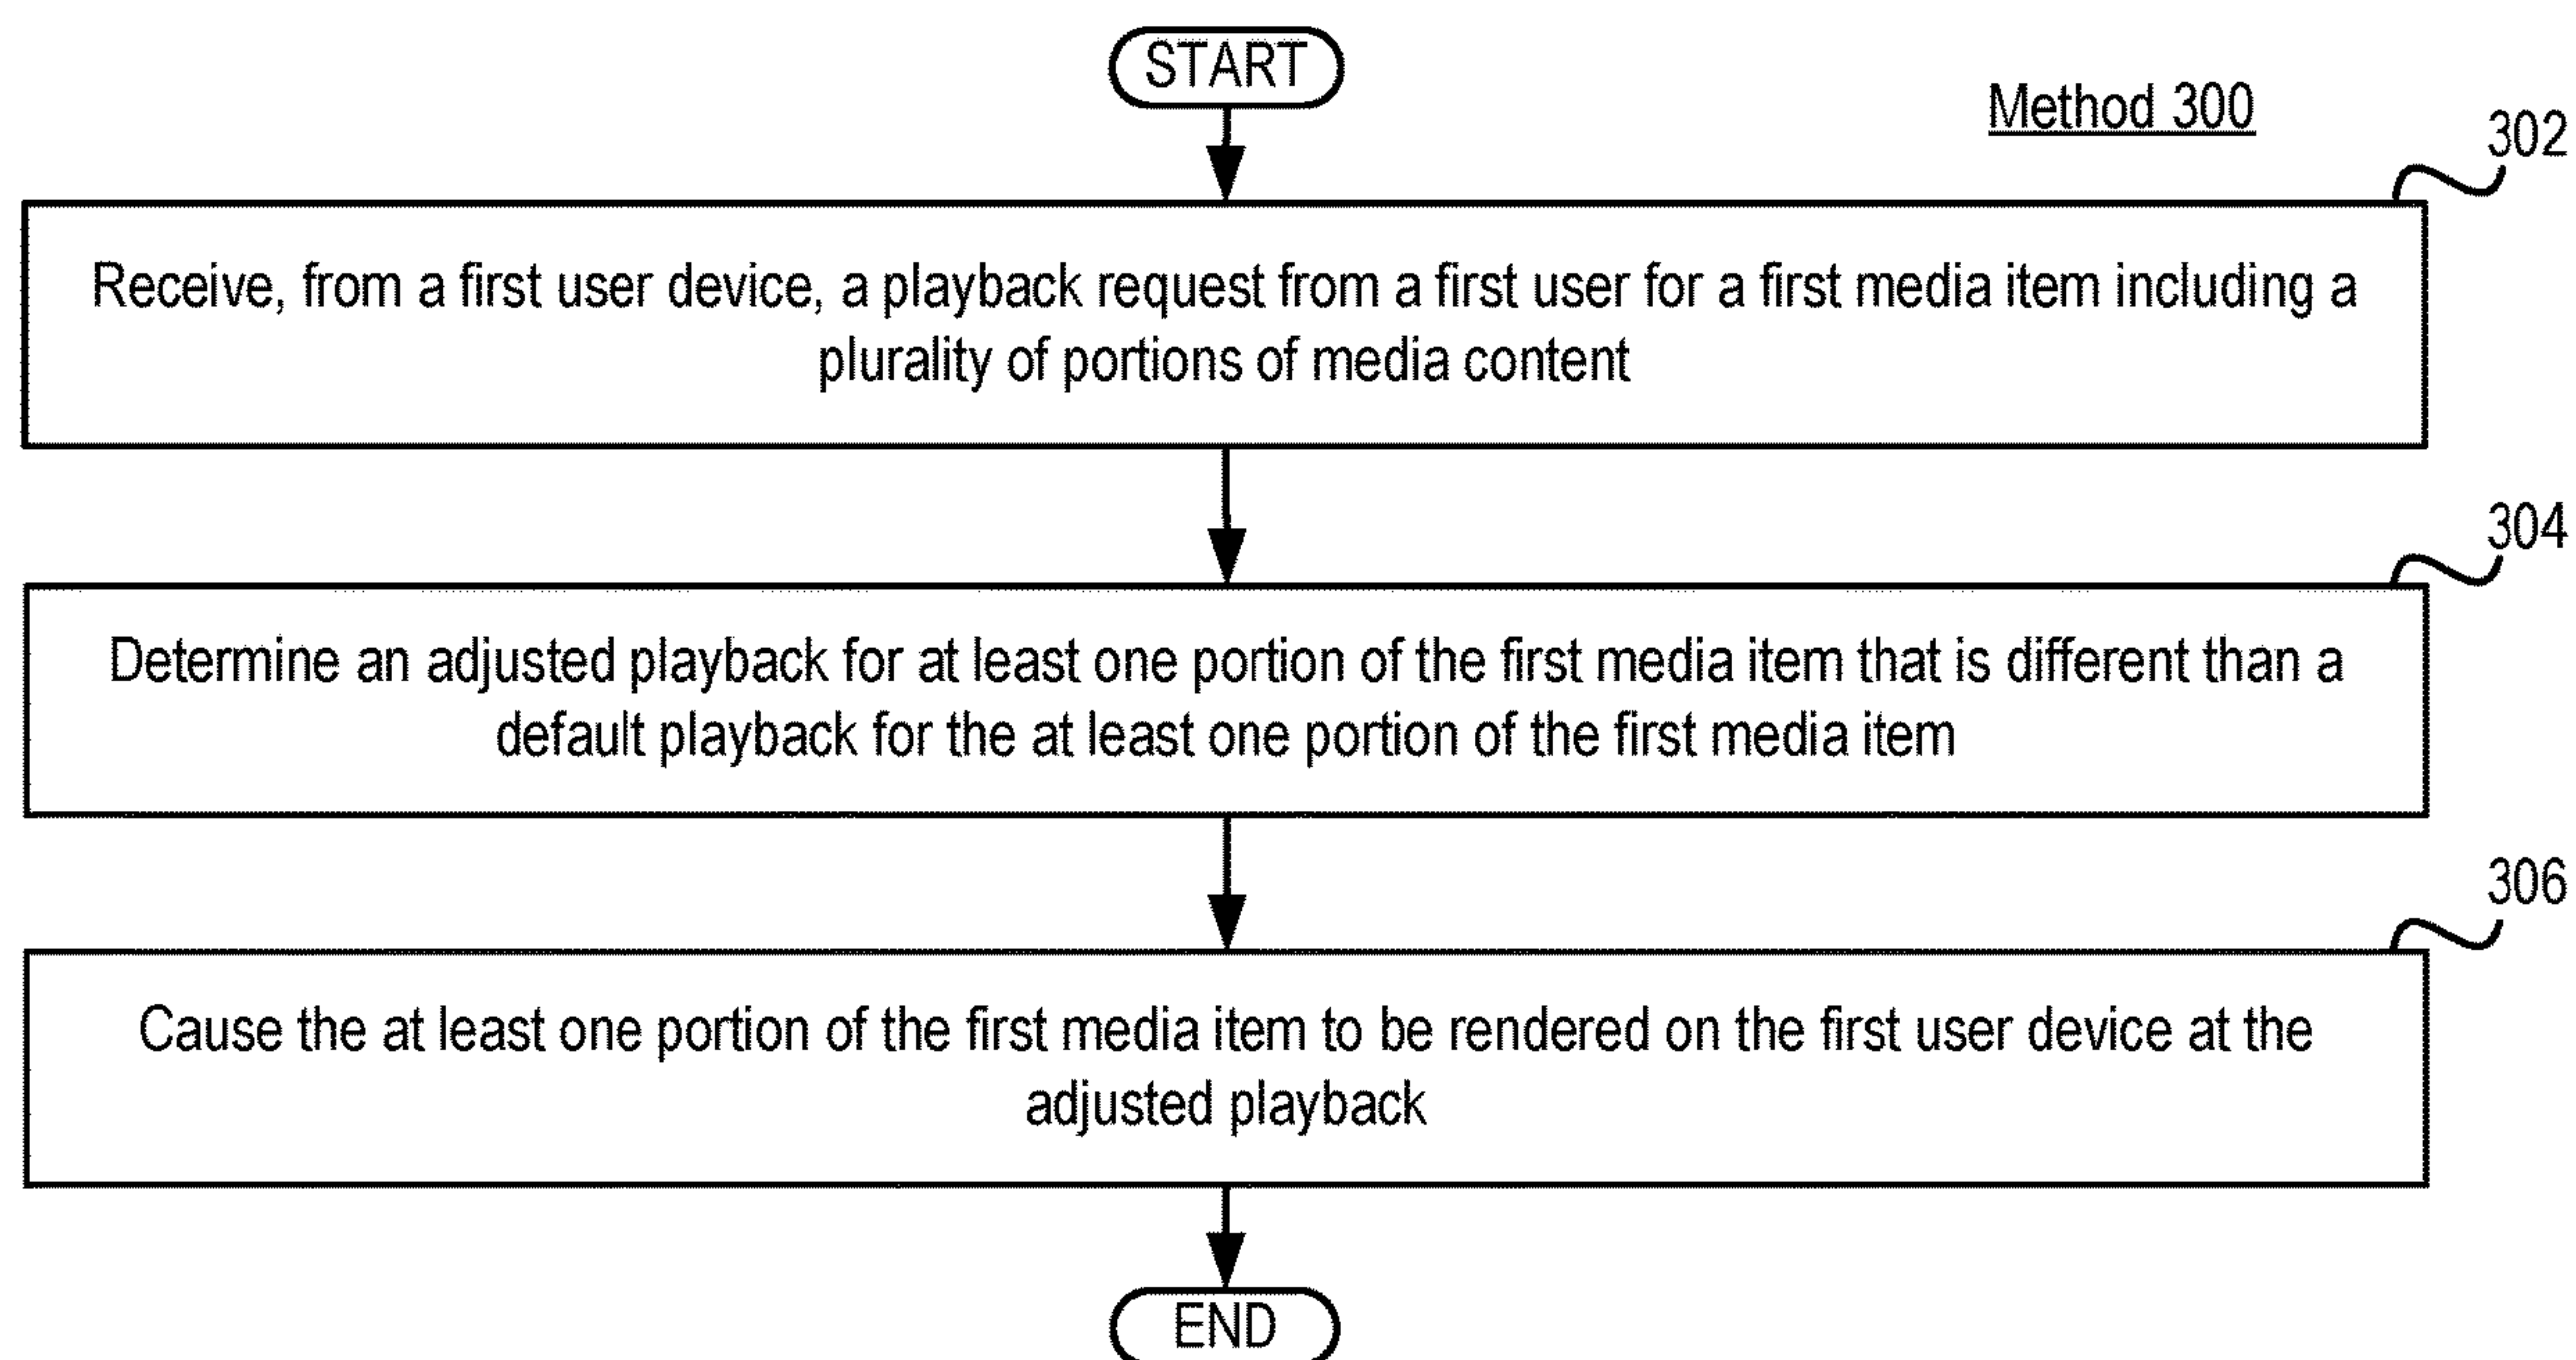 START
Method 300
302
Receive, from a first user device, a playback request from a first user for a first media item including a
plurality of portions of media content
304
Determine an adjusted playback for at least one portion of the first media item that is different than a
default playback for the at least one portion of the first media item
306
Cause the at least one portion of the first media item to be rendered on the first user device at the
adjusted playback
END